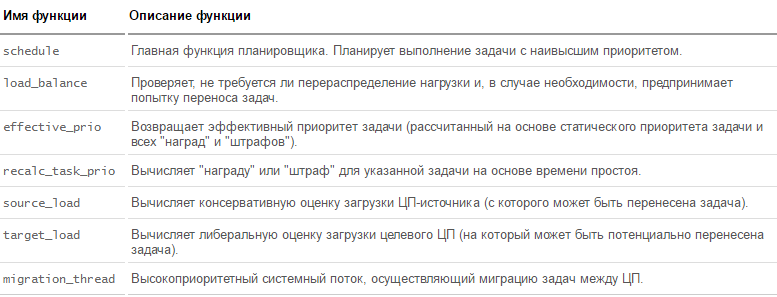 Имя функции Описание функции
schedule Главная функция планировщика. Планирует выполнение задачи с наивысшим приоритетом.
load_balance Проверяет, не требуется ли перераспределение нагрузки и, в случае необходимости, предпринимает
попытку переноса задач.
effective_prio Возвращает эффективный приоритет задачи (рассчитанный на основе статического приоритета задачи и
всех "наград" и "штрафов").
recalc_task_prio Вычисляет "награду" или "штраф" для указанной задачи на основе времени простоя.
source_load Вычисляет консервативную оценку загрузки ЦП-источника (с которого может быть перенесена задача).
target_load Вычисляет либеральную оценку загрузки целевого ЦП (на который может быть потенциально перенесена
задача).
migration_thread Высокоприоритетный системный поток, осуществляющий миграцию задач между ЦП.